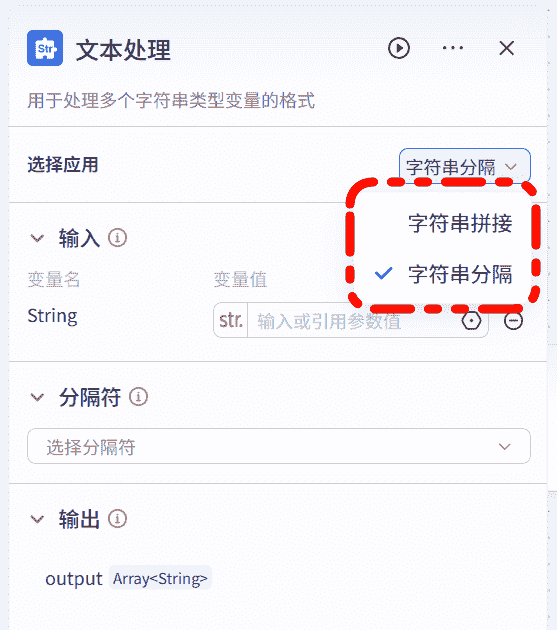 Str
文本处理
用于处理多个字符串类型变量的格式
选择应用
字符串分隔
字符串拼接
字符串分隔
输入
变量名
变量值
String
str.
输入或引用参数值
分隔符
选择分隔符
输出
output Array<String>